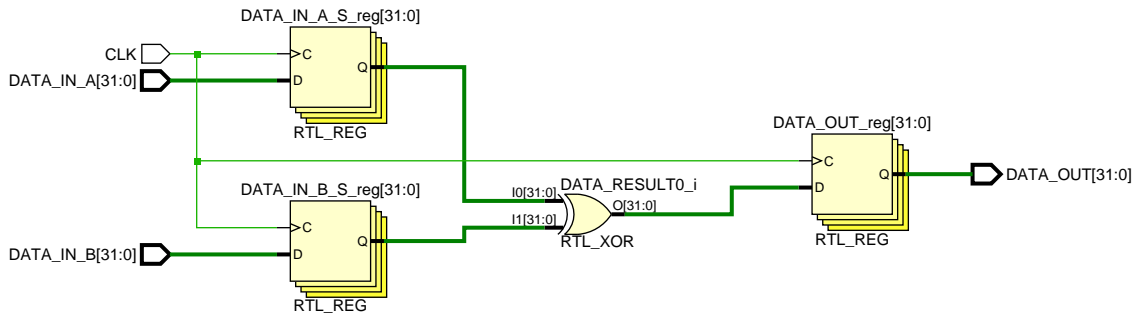 DATA_IN_A_S_reg[31:0]
CLK
C
DATA_IN_A[31:0]
D
Q
RTL_REG
DATA_IN_B_S_reg[31:0]
C
DATA_IN_B[31:0]
D
Q
RTL_REG
DATA_RESULT0_i
I0[31:0]
I1[31:0]
O[31:0]
RTL_XOR
DATA_OUT_reg[31:0]
C
D
Q
DATA_OUT[31:0]
RTL_REG